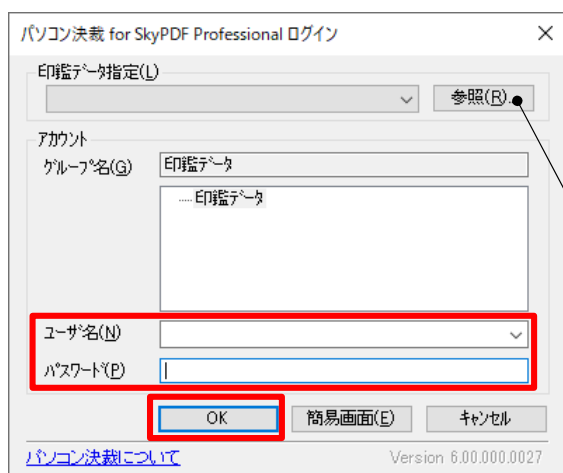 パソコン決裁 for SkyPDF Professional ログイン
印鑑ﾃﾞｰﾀ指定(L)
参照(R)...
ｱｶｳﾝﾄ
ｸﾞﾙｰﾌﾟ名(G)
印鑑ﾃﾞｰﾀ
印鑑ﾃﾞｰﾀ
ﾕｰｻﾞ名(N)
ﾊﾟｽﾜｰﾄﾞ(P)
OK
簡易画面(E)
ｷｬﾝｾﾙ
パソコン決裁について
Version 6.00.000.0027